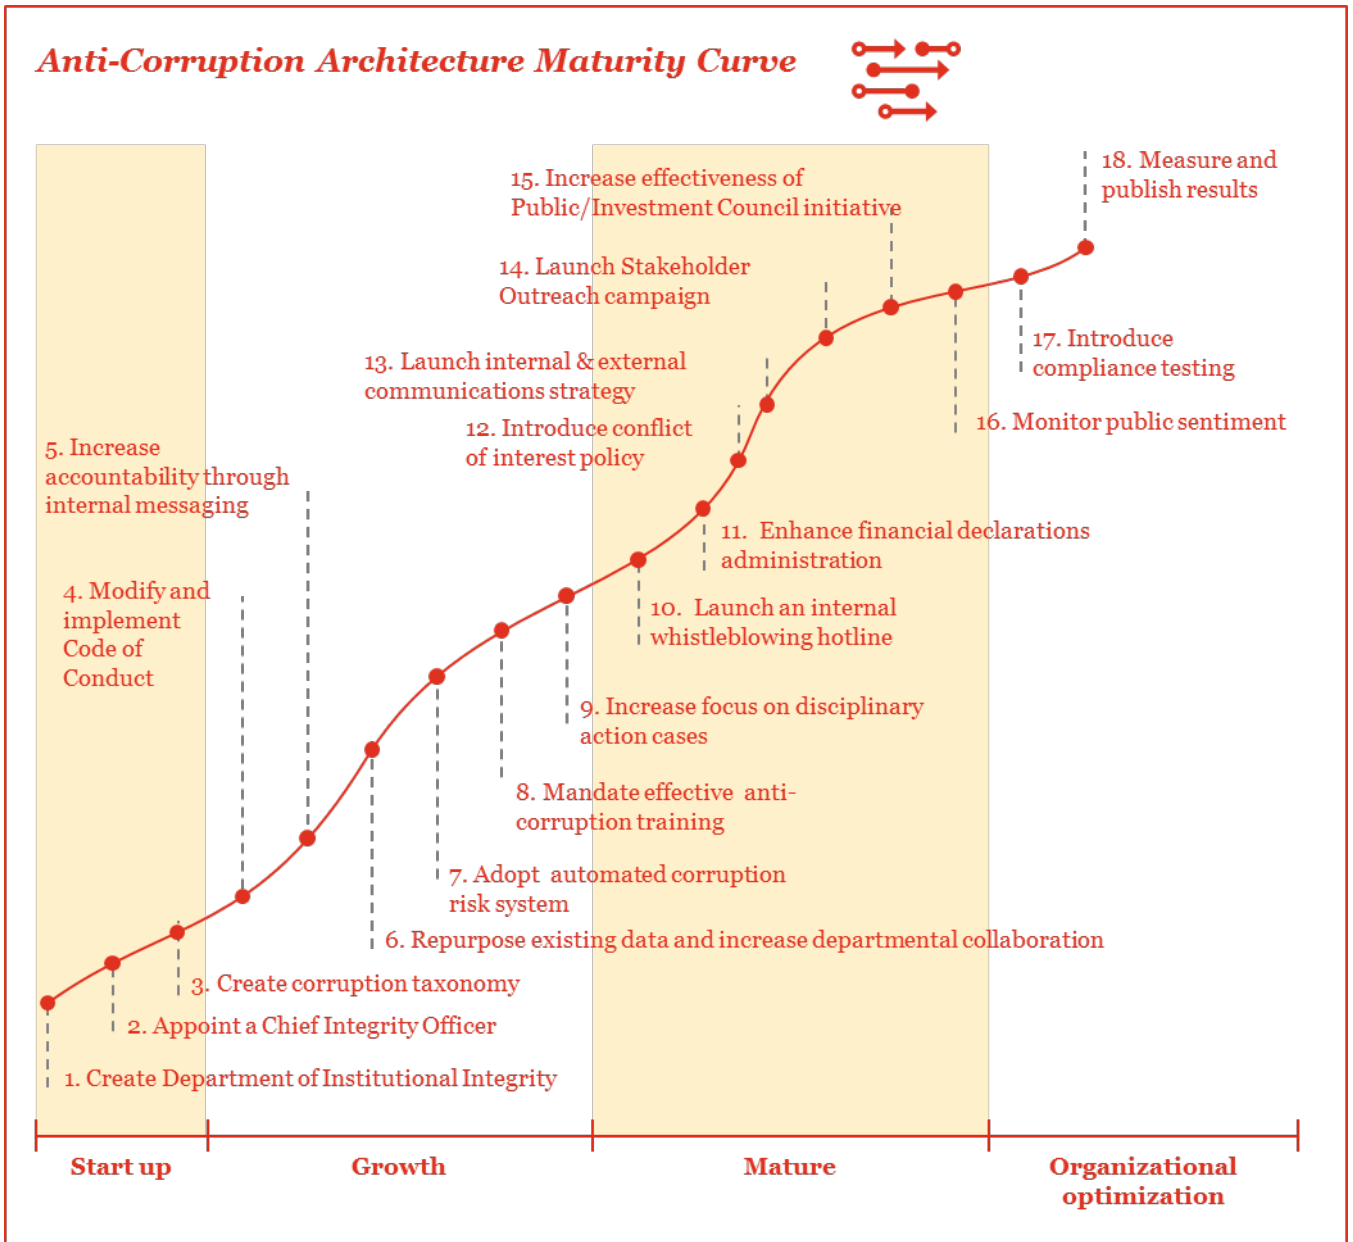 Anti-Corruption Architecture Maturity Curve
18. Measure and
publish results
15. Increase effectiveness of
Public/Investment Council initiative
14. Launch Stakeholder
Outreach campaign
17. Introduce
compliance testing
13. Launch internal & external
communications strategy
16. Monitor public sentiment
12. Introduce conflict
of interest policy
5. Increase
accountability through
internal messaging
11.  Enhance financial declarations
administration
4. Modify and
implement
Code of
Conduct
10.  Launch an internal
whistleblowing hotline
9. Increase focus on disciplinary
action cases
8. Mandate effective  anti-
corruption training
7. Adopt  automated corruption
risk system
6. Repurpose existing data and increase departmental collaboration
3. Create corruption taxonomy
2. Appoint a Chief Integrity Officer
1. Create Department of Institutional Integrity
Start up
Growth
Mature
Organizational
optimization